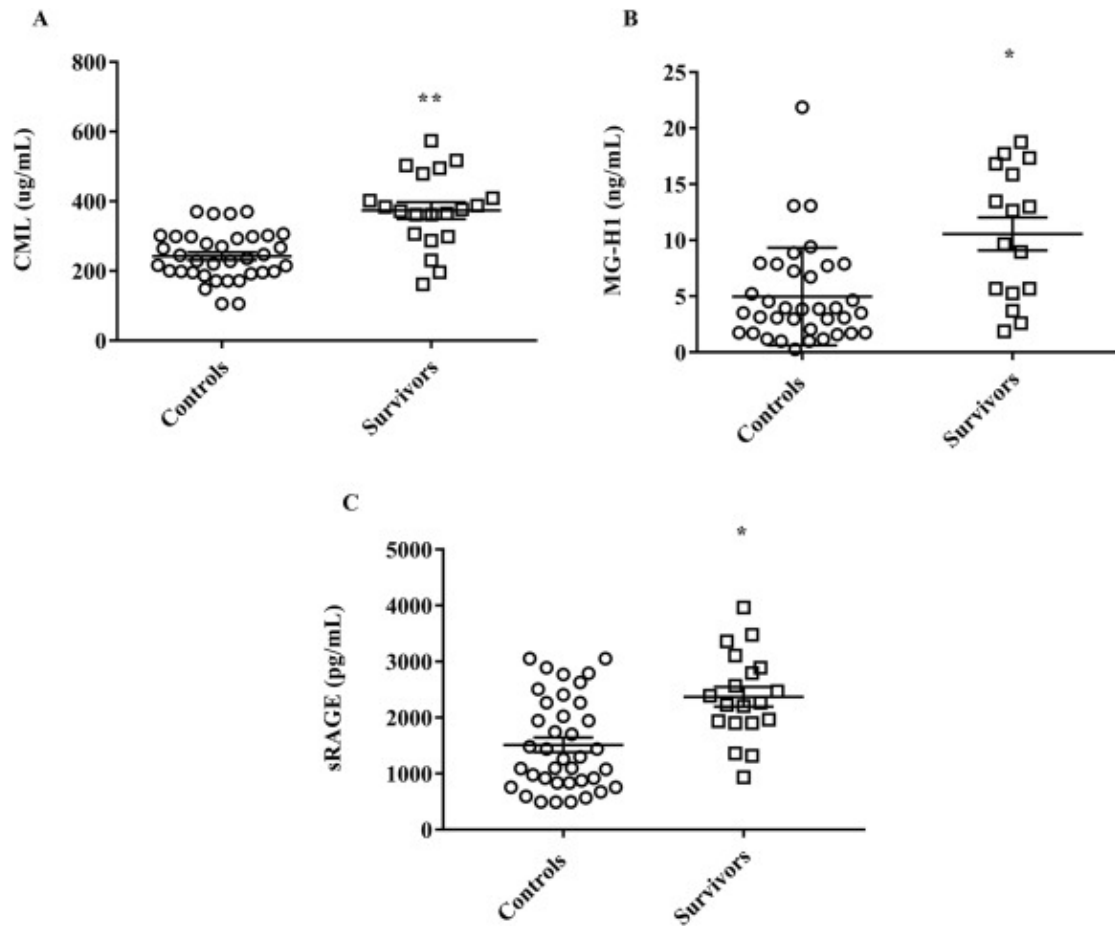 A
CML (ug/mL)
800
600
400
200
0
**
Controls
Survivors
B
MG-H1 (ng/mL)
25
20
15
10
5
0
*
Controls
Survivors
C
sRAGE (pg/mL)
5000
4000
3000
2000
1000
0
*
Controls
Survivors